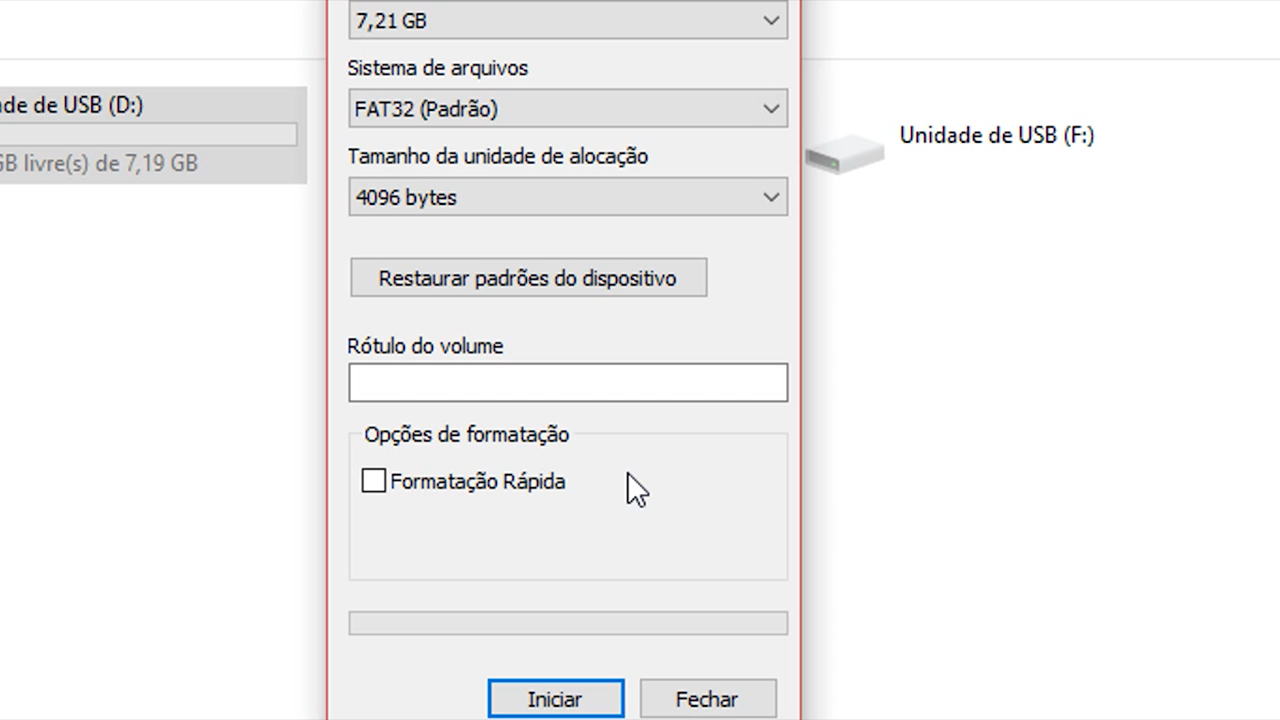 7,21 GB
Sistema de arquivos
de de USB (D:)
FAT32 (Padrão)
Unidade de USB (F:)
Tamanho da unidade de alocação
GB livre(s) de 7,19 GB
4096 bytes
Restaurar padrões do dispositivo
Rótulo do volume
Opções de formatação
Formatação Rápida
Iniciar
Fechar